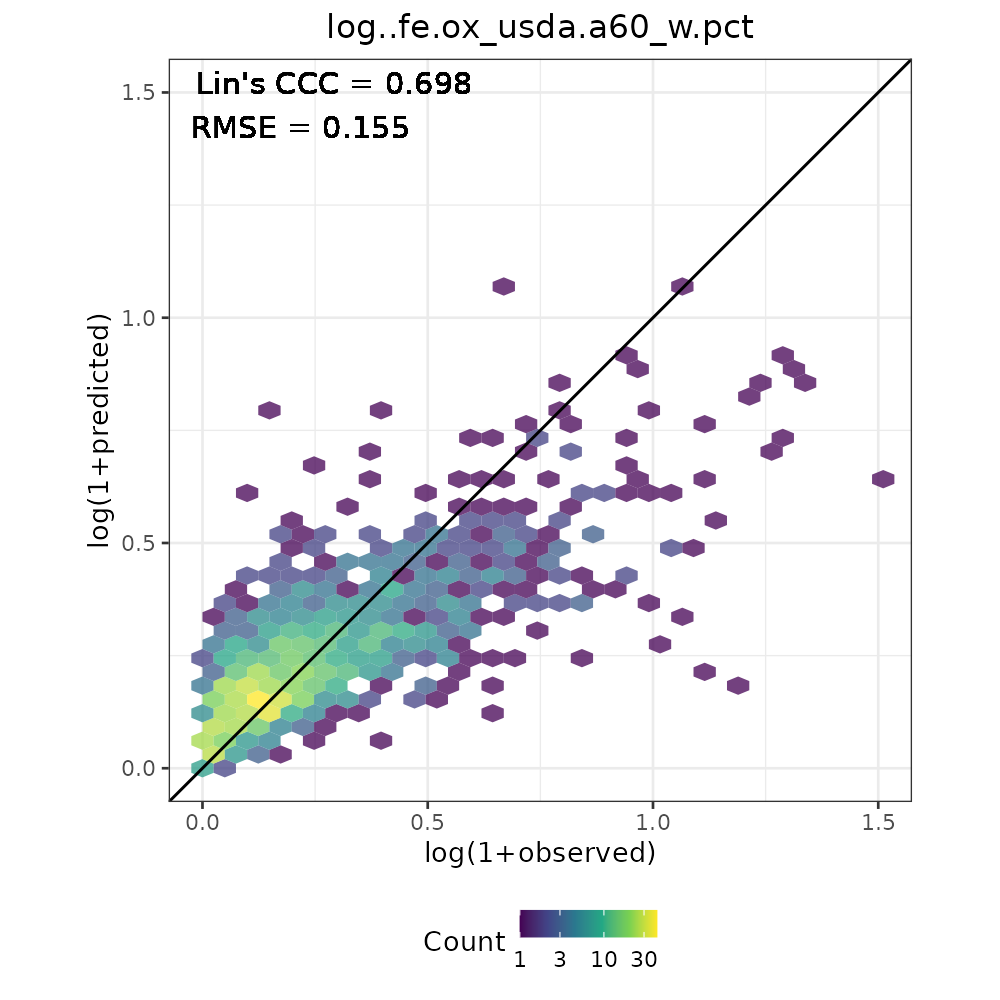 log..fe.ox_usda.a60_w.pct
Lin's CCC = 0.698
RMSE = 0.155
log(1+predicted)
1.5
1.0
0.5
0.0
0.0 0.5 1.0 1.5
log(1+observed)
Count
1 3 10 30